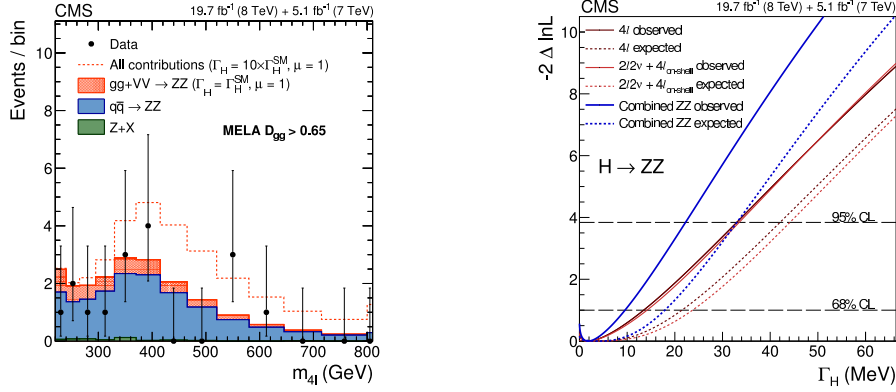 CMS
19.7 fb⁻¹ (8 TeV) + 5.1 fb⁻¹ (7 TeV)
Events / bin
10
8
6
4
2
0
Data
All contributions (Γ_H = 10×Γ_H^SM, μ = 1)
gg+VV → ZZ (Γ_H = Γ_H^SM, μ = 1)
qq̄ → ZZ
Z+X
MELA D_gg > 0.65
300 400 500 600 700 800
m_4l (GeV)
CMS
19.7 fb⁻¹ (8 TeV) + 5.1 fb⁻¹ (7 TeV)
-2 Δ lnL
10
8
6
4
2
0
4l observed
4l expected
2l2ν + 4l_on-shell observed
2l2ν + 4l_on-shell expected
Combined ZZ observed
Combined ZZ expected
H → ZZ
95% CL
68% CL
0 10 20 30 40 50 60
Γ_H (MeV)